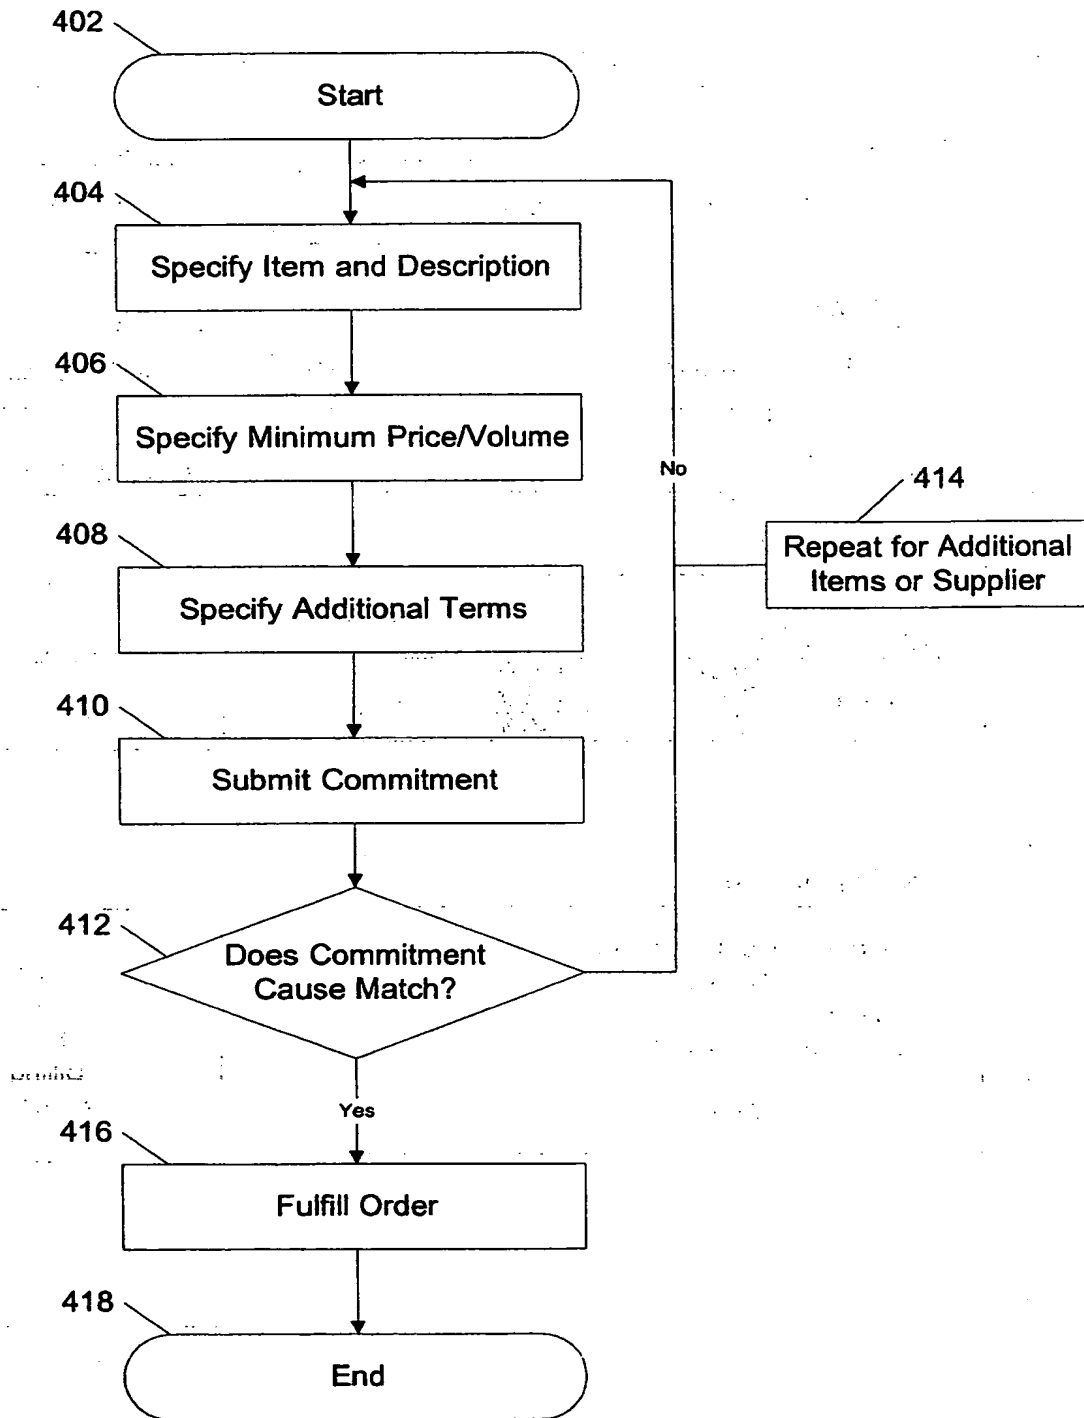 402
Start
404
Specify Item and Description
406
Specify Minimum Price/Volume
No
414
408
Repeat for Additional
Items or Supplier
Specify Additional Terms
410
Submit Commitment
412
Does Commitment
Cause Match?
Yes
416
Fulfill Order
418
End